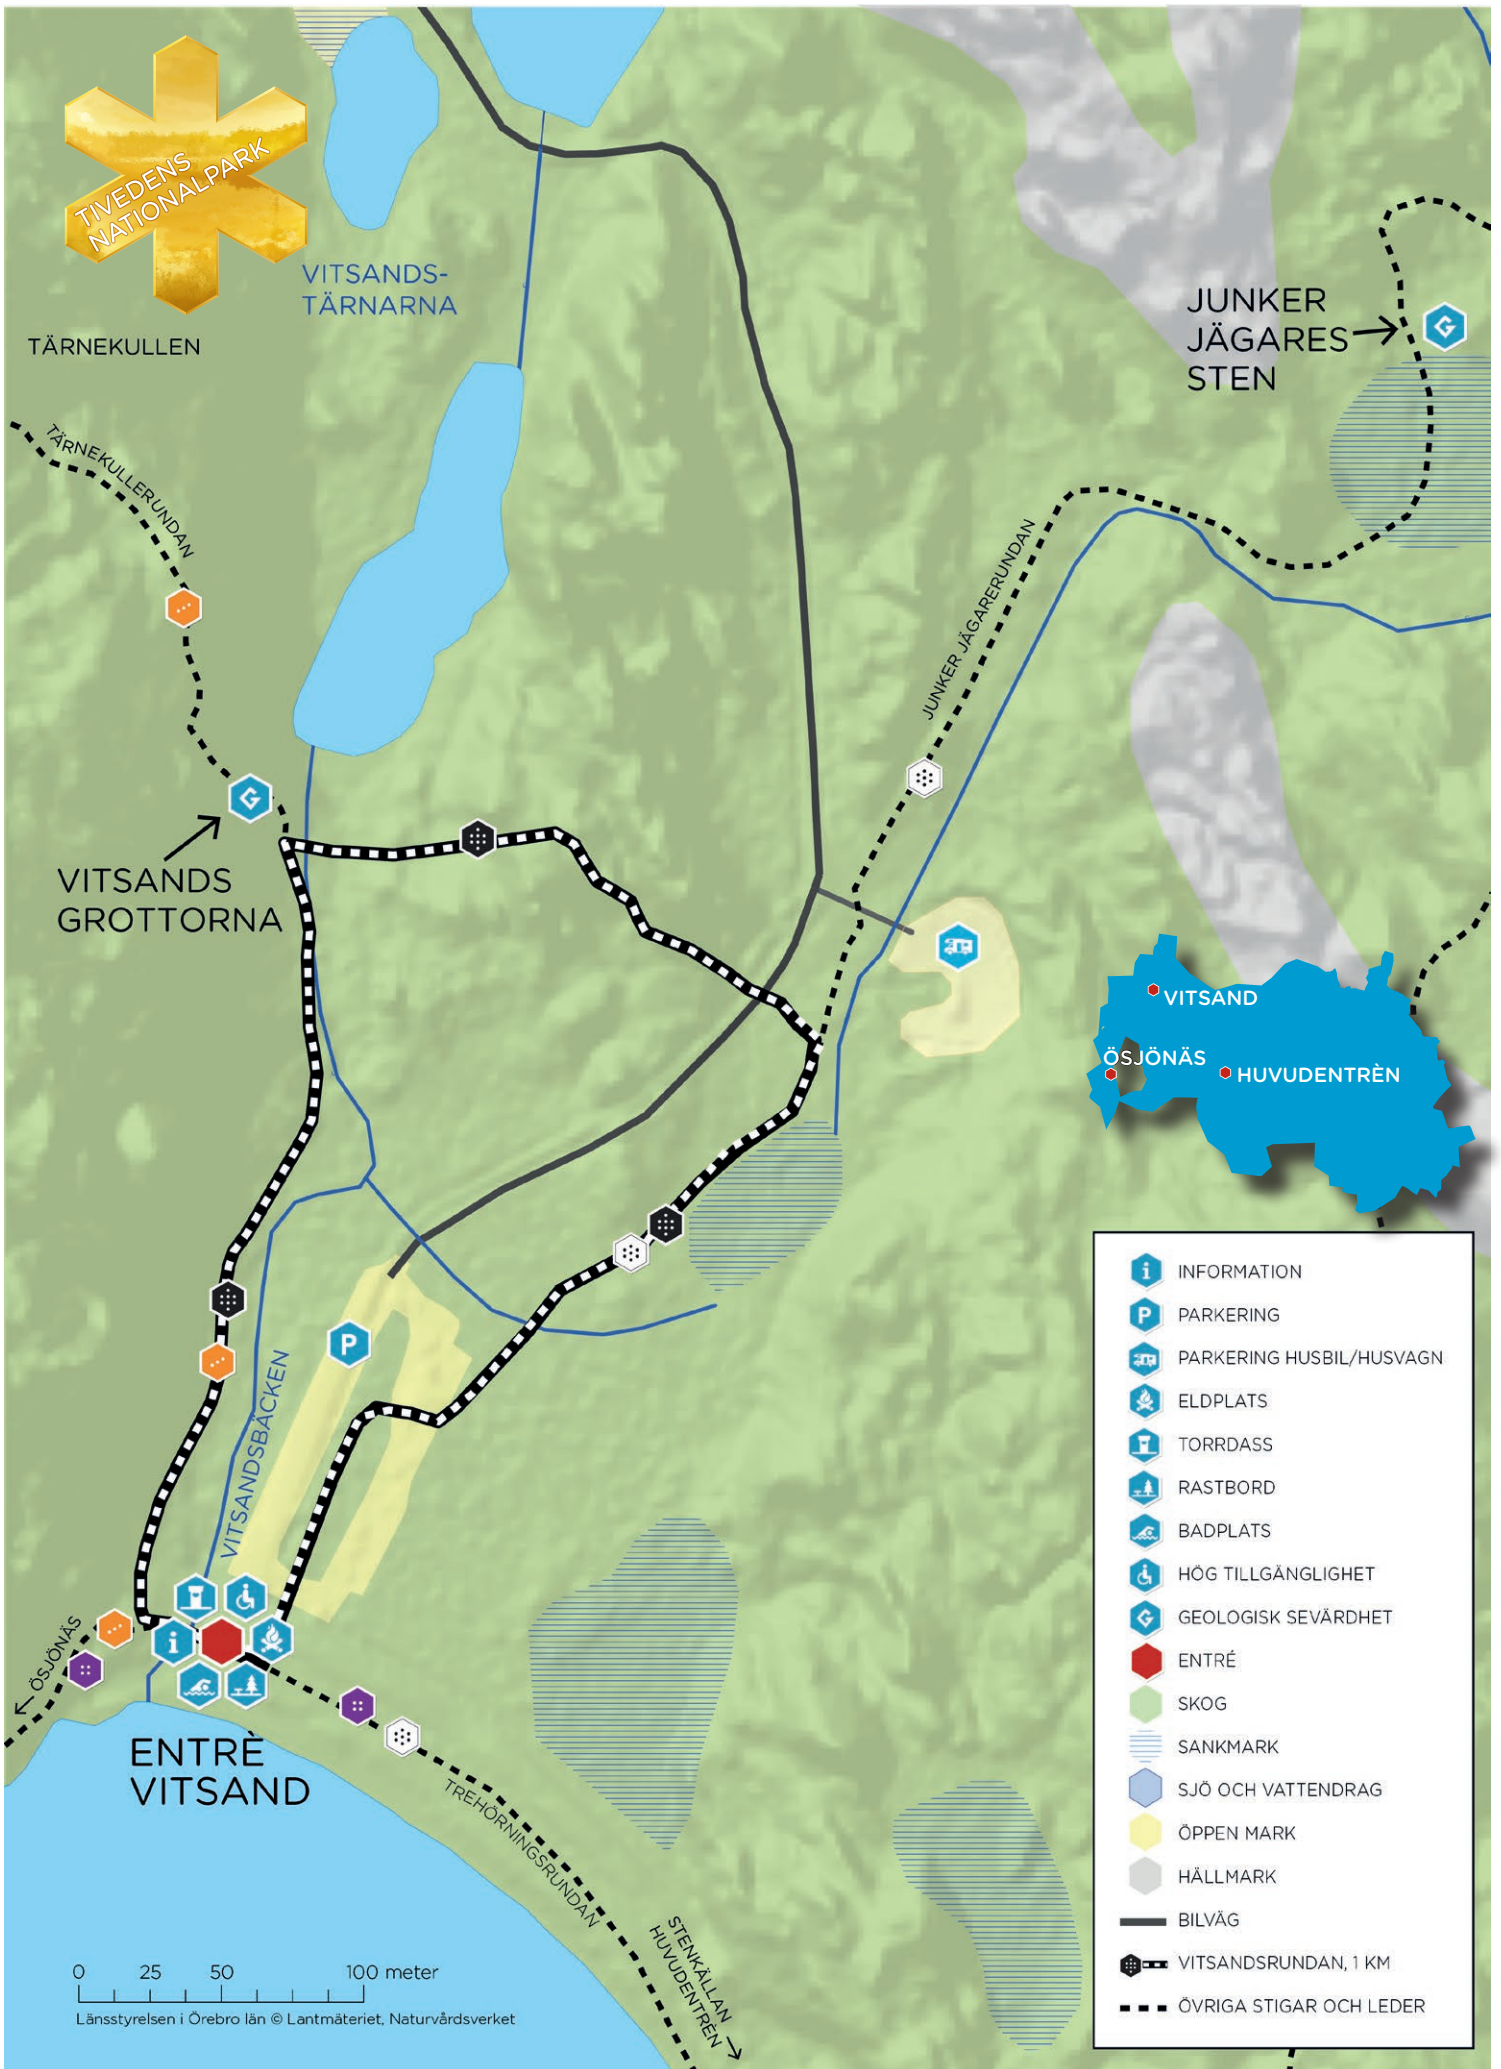 TIVEDENS
NATIONALPARK
VITSANDS-
TÄRNARNA
TÄRNEKULLEN
JUNKER
JÄGARES
STEN
TÄRNEKULLERUNDAN
JUNKER JÄGARERUNDAN
VITSANDS
GROTTORNA
VITSAND
ÖSJÖNÄS
HUVUDENTRÈN
P
VITSANDSBÄCKEN
i
← ÖSJÖNÄS
ENTRÈ
VITSAND
TREHÖRNINGSRUNDAN
STENKÄLLAN
HUVUDENTRÈN →
i INFORMATION
P PARKERING
PARKERING HUSBIL/HUSVAGN
ELDPLATS
TORRDASS
RASTBORD
BADPLATS
HÖG TILLGÄNGLIGHET
GEOLOGISK SEVÄRDHET
ENTRÉ
SKOG
SANKMARK
SJÖ OCH VATTENDRAG
ÖPPEN MARK
HÄLLMARK
BILVÄG
VITSANDSRUNDAN, 1 KM
ÖVRIGA STIGAR OCH LEDER
0 25 50 100 meter
Länsstyrelsen i Örebro län © Lantmäteriet, Naturvårdsverket